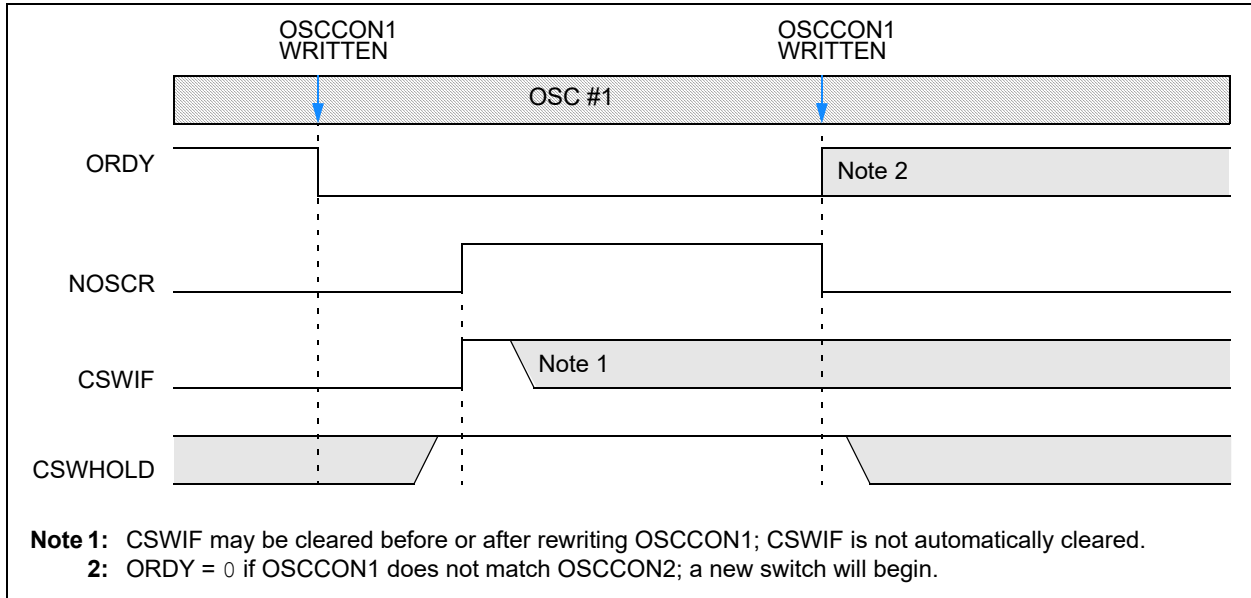 OSCCON1
WRITTEN
OSCCON1
WRITTEN
OSC #1
ORDY
Note 2
NOSCR
CSWIF
Note 1
CSWHOLD
Note 1: CSWIF may be cleared before or after rewriting OSCCON1; CSWIF is not automatically cleared.
2: ORDY = 0 if OSCCON1 does not match OSCCON2; a new switch will begin.